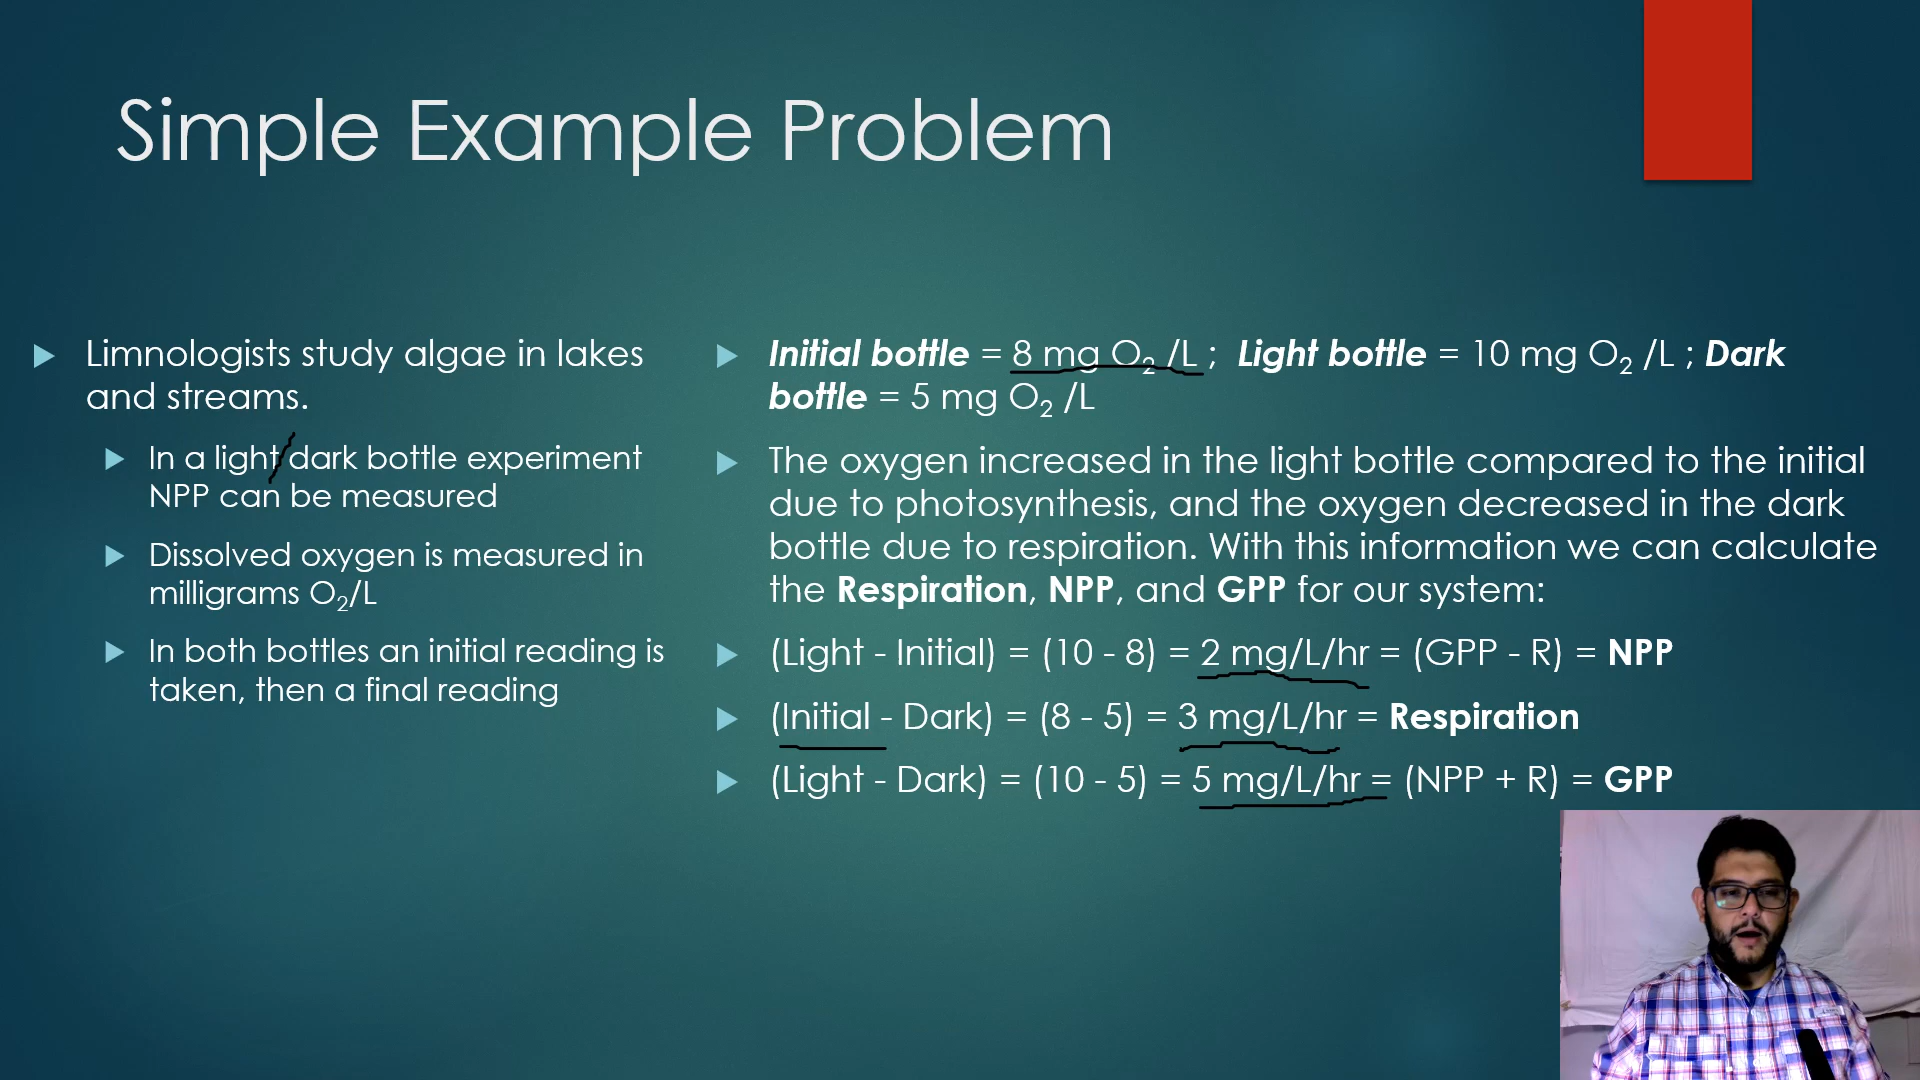 Simple Example Problem
Limnologists study algae in lakes
and streams.
In a light/dark bottle experiment
NPP can be measured
Dissolved oxygen is measured in
milligrams O₂/L
In both bottles an initial reading is
taken, then a final reading
Initial bottle = 8 mg O₂ /L ; Light bottle = 10 mg O₂ /L ; Dark
bottle = 5 mg O₂ /L
The oxygen increased in the light bottle compared to the initial
due to photosynthesis, and the oxygen decreased in the dark
bottle due to respiration. With this information we can calculate
the Respiration, NPP, and GPP for our system:
(Light - Initial) = (10 - 8) = 2 mg/L/hr = (GPP - R) = NPP
(Initial - Dark) = (8 - 5) = 3 mg/L/hr = Respiration
(Light - Dark) = (10 - 5) = 5 mg/L/hr = (NPP + R) = GPP